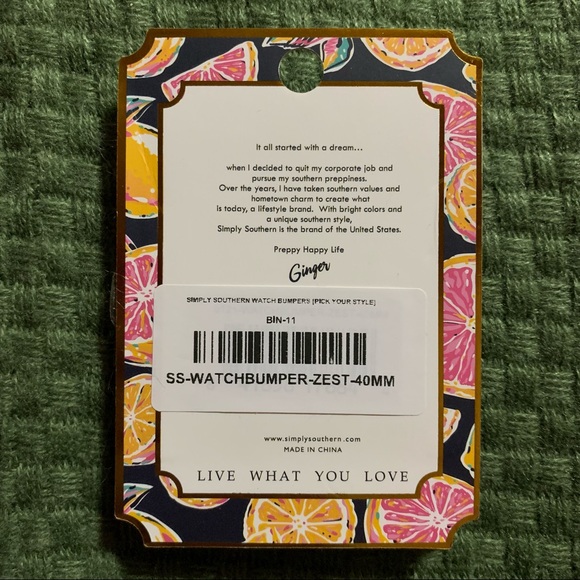 It all started with a dream...
when I decided to quit my corporate job and
pursue my southern preppiness.
Over the years, I have taken southern values and
hometown charm to create what
is today, a lifestyle brand. With bright colors and
a unique southern style,
Simply Southern is the brand of the United States.
Preppy Happy Life
Ginger
SIMPLY SOUTHERN WATCH BUMPERS [PICK YOUR STYLE]
BIN-11
SS-WATCHBUMPER-ZEST-40MM
www.simplysouthern.com
MADE IN CHINA
LIVE WHAT YOU LOVE